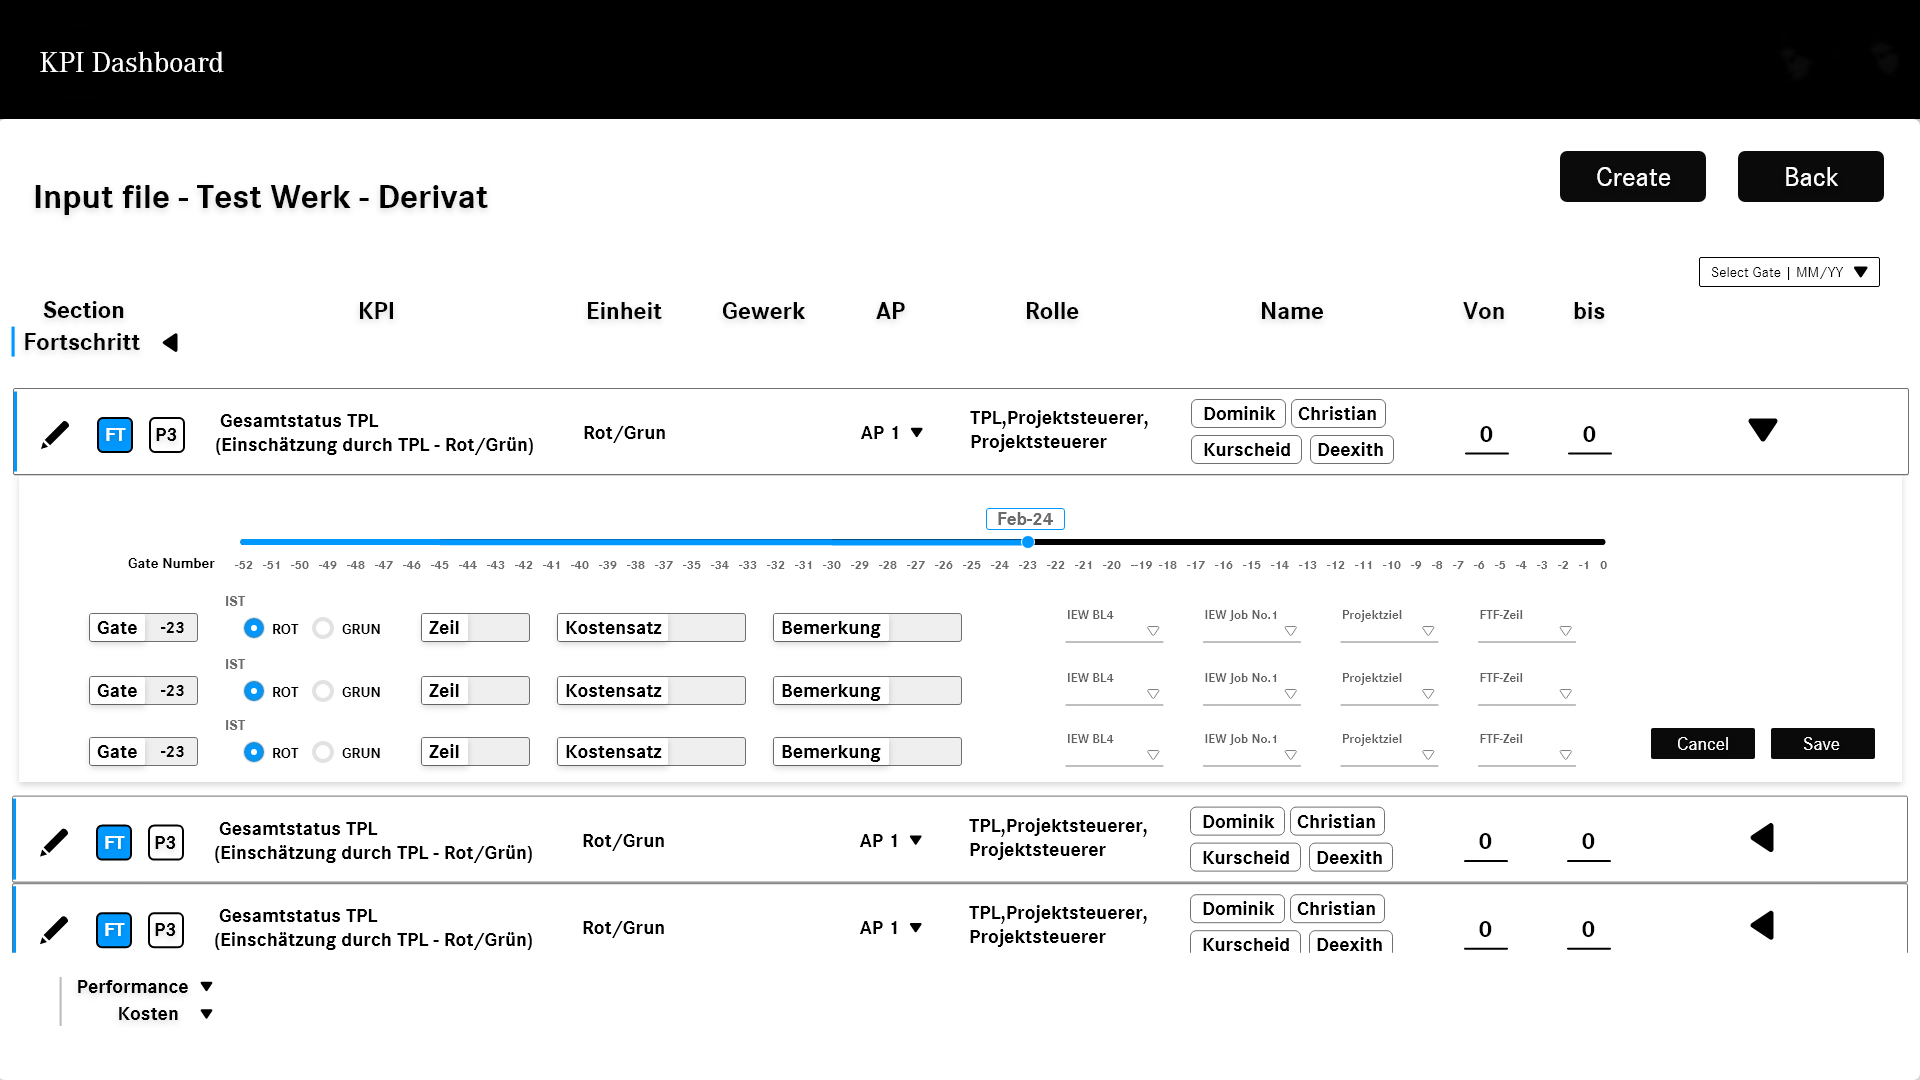 KPI Dashboard
Create Back
Input file - Test Werk - Derivat
Select Gate | MM/YY
Section KPI Einheit Gewerk AP Rolle Name Von bis
Fortschritt
FT P3 Gesamtstatus TPL
(Einschätzung durch TPL - Rot/Grün)
Rot/Grun
AP 1
TPL,Projektsteuerer,
Projektsteuerer
Dominik Christian
Kurscheid Deexith
0 0
Feb-24
Gate Number -52 -51 -50 -49 -48 -47 -46 -45 -44 -43 -42 -41 -40 -39 -38 -37 -35 -34 -33 -32 -31 -30 -29 -28 -27 -26 -25 -24 -23 -22 -21 -20 --19 -18 -17 -16 -15 -14 -13 -12 -11 -10 -9 -8 -7 -6 -5 -4 -3 -2 -1 0
IST
Gate -23 ROT GRUN Zeil Kostensatz Bemerkung IEW BL4 IEW Job No.1 Projektziel FTF-Zeil
IST
Gate -23 ROT GRUN Zeil Kostensatz Bemerkung IEW BL4 IEW Job No.1 Projektziel FTF-Zeil
IST
Gate -23 ROT GRUN Zeil Kostensatz Bemerkung IEW BL4 IEW Job No.1 Projektziel FTF-Zeil
Cancel Save
FT P3 Gesamtstatus TPL
(Einschätzung durch TPL - Rot/Grün)
Rot/Grun
AP 1
TPL,Projektsteuerer,
Projektsteuerer
Dominik Christian
Kurscheid Deexith
0 0
FT P3 Gesamtstatus TPL
(Einschätzung durch TPL - Rot/Grün)
Rot/Grun
AP 1
TPL,Projektsteuerer,
Projektsteuerer
Dominik Christian
Kurscheid Deexith
0 0
Performance
Kosten